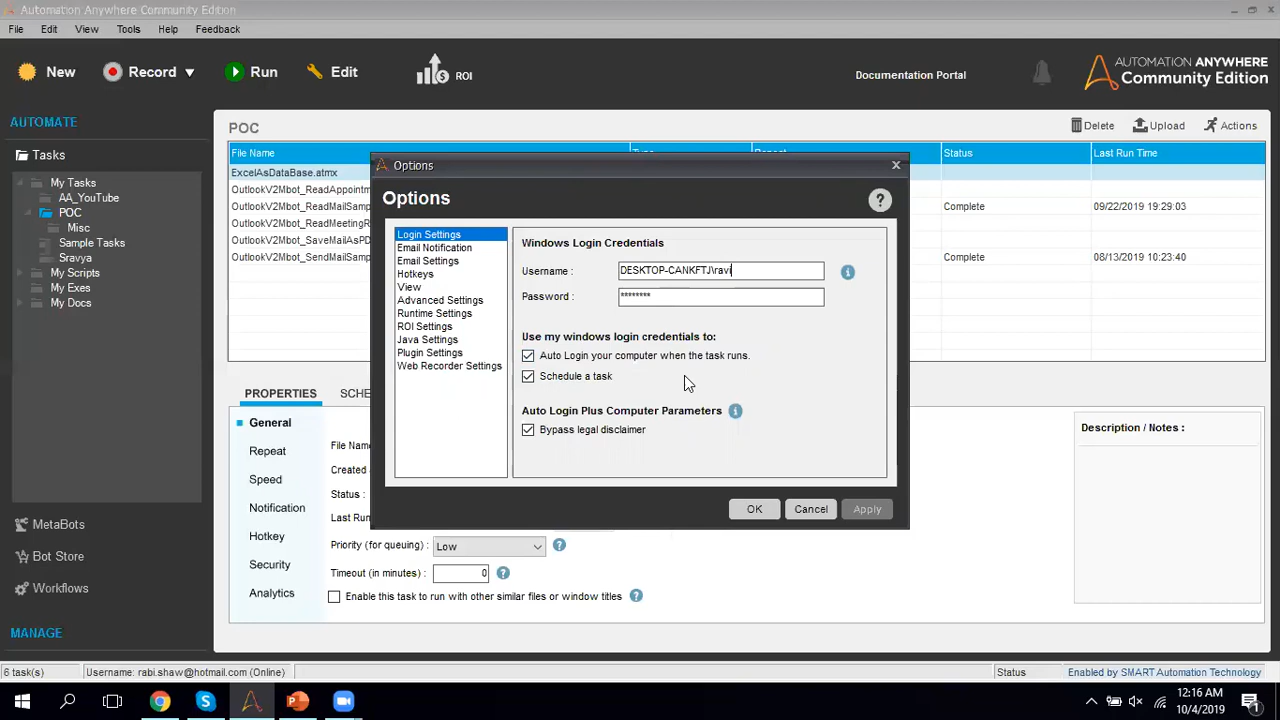 Automation Anywhere Community Edition
File Edit View Tools Help Feedback
New Record Run Edit ROI Documentation Portal AUTOMATION ANYWHERE
Community Edition
AUTOMATE
Tasks
My Tasks
AA_YouTube
POC
Misc
Sample Tasks
Sravya
My Scripts
My Exes
My Docs
MetaBots
Bot Store
Workflows
MANAGE
POC Delete Upload Actions
File Name Type Repeat Status Last Run Time
ExcelAsDataBase.atmx
OutlookV2Mbot_ReadAppointm
OutlookV2Mbot_ReadMailSamp Complete 09/22/2019 19:29:03
OutlookV2Mbot_ReadMeetingR
OutlookV2Mbot_SaveMailAsPD
OutlookV2Mbot_SendMailSamp Complete 08/13/2019 10:23:40
Options
Options ?
Login Settings
Email Notification
Email Settings
Hotkeys
View
Advanced Settings
Runtime Settings
ROI Settings
Java Settings
Plugin Settings
Web Recorder Settings
Windows Login Credentials
Username : DESKTOP-CANKFTJ\ravi
Password : ********
Use my windows login credentials to:
Auto Login your computer when the task runs.
Schedule a task
Auto Login Plus Computer Parameters
Bypass legal disclaimer
OK Cancel Apply
PROPERTIES SCHE
General
Repeat
Speed
Notification
Hotkey
Security
Analytics
File Name
Created
Status :
Last Run
Priority (for queuing) : Low ?
Timeout (in minutes) : 0 ?
Enable this task to run with other similar files or window titles ?
Description / Notes :
6 task(s) Username: rabi.shaw@hotmail.com (Online) Status Enabled by SMART Automation Technology
12:16 AM
10/4/2019
1